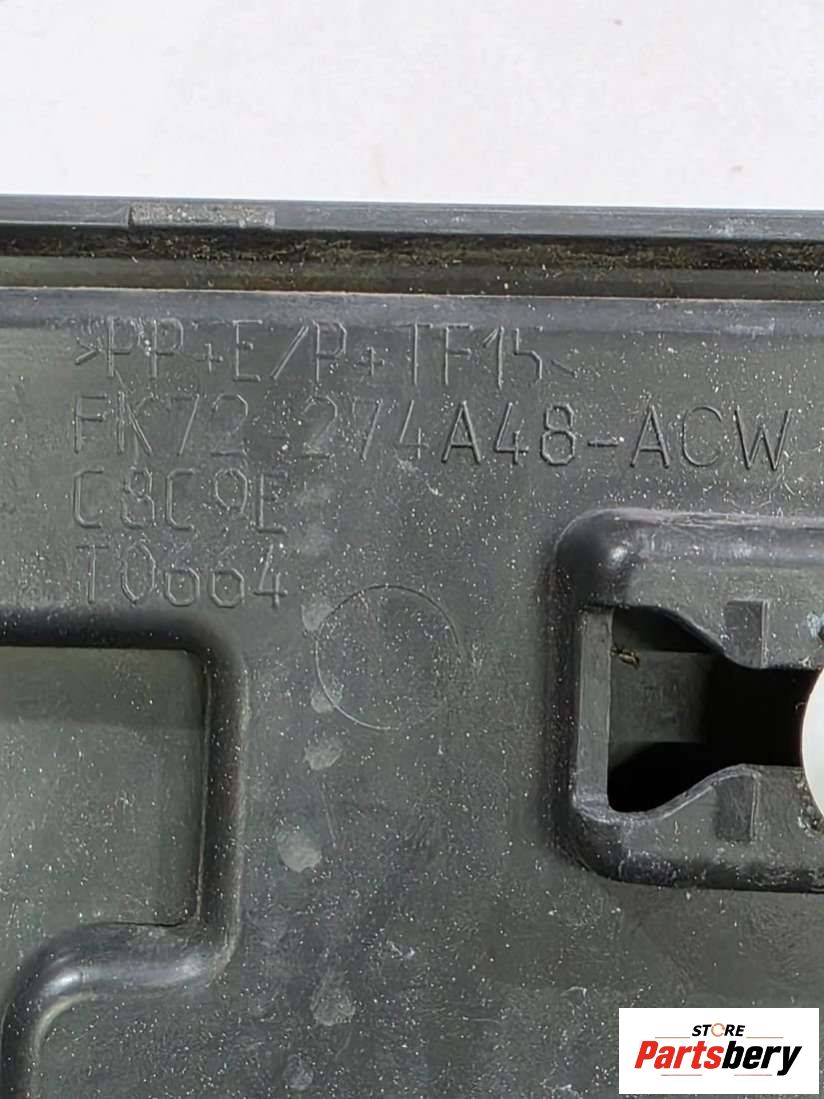 >PP+E/P+TF15<
FK72-274A48-ACW
C8C9E
T0664
STORE
Partsbery